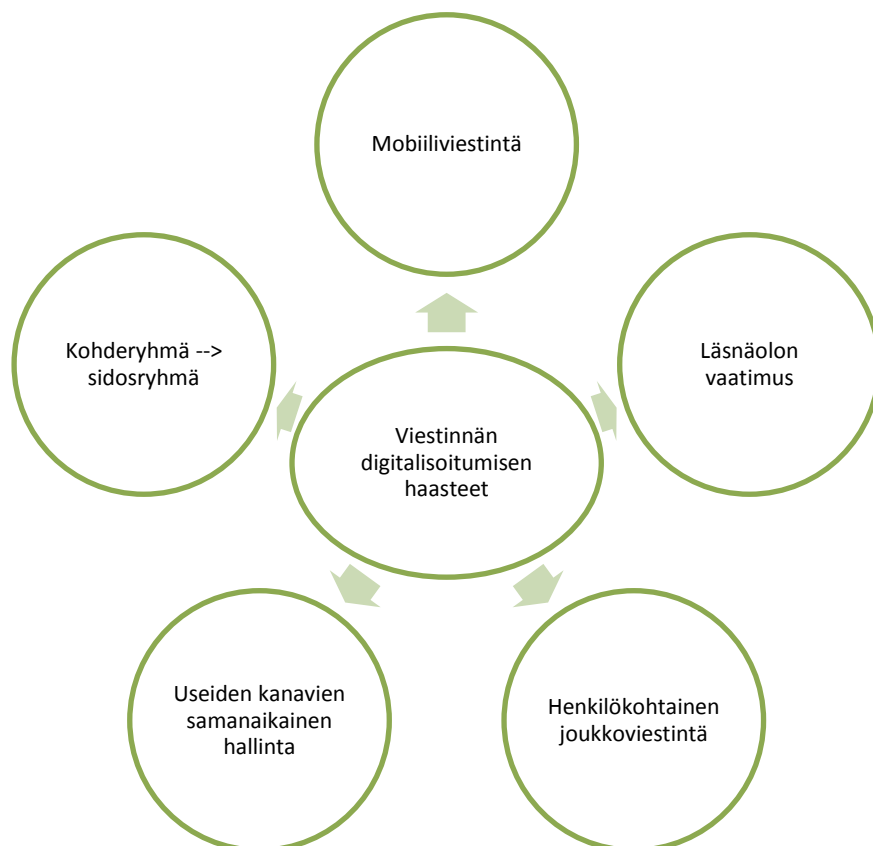 Mobiiliviestintä
Kohderyhmä -->
sidosryhmä
Läsnäolon
vaatimus
Viestinnän
digitalisoitumisen
haasteet
Useiden kanavien
samanaikainen
hallinta
Henkilökohtainen
joukkoviestintä